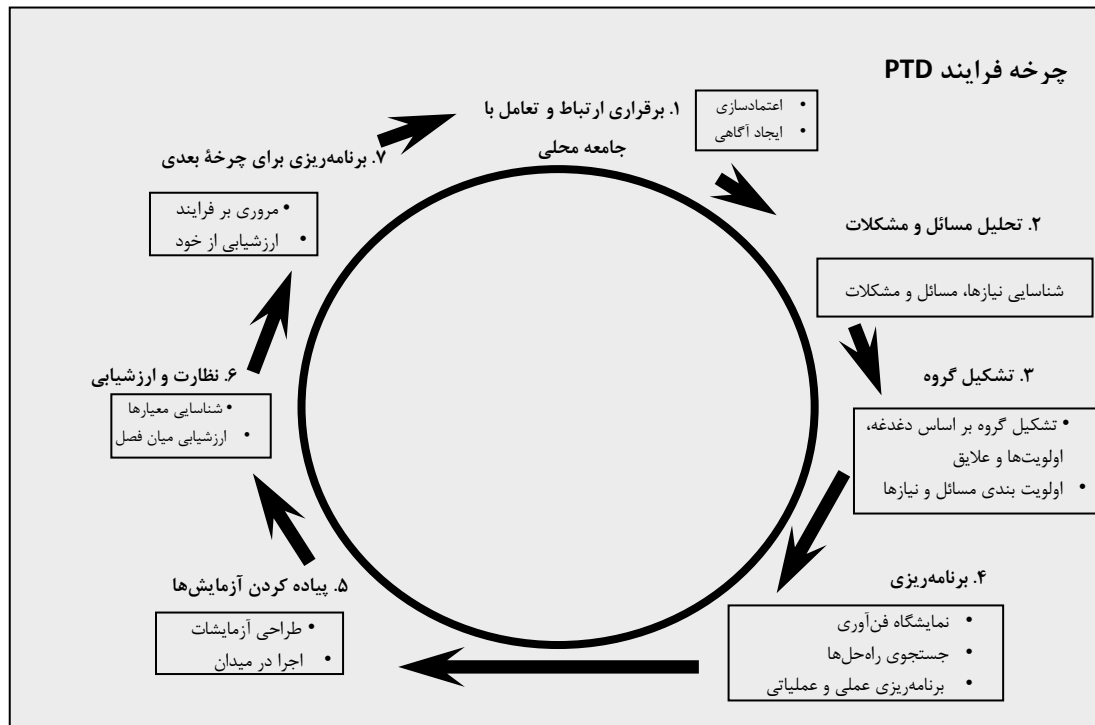 چرخه فرایند PTD
۱. برقراری ارتباط و تعامل با
جامعه محلی
• اعتمادسازی
• ایجاد آگاهی
۲. تحلیل مسائل و مشکلات
شناسایی نیازها، مسائل و مشکلات
۳. تشکیل گروه
• تشکیل گروه بر اساس دغدغه،
اولویت‌ها و علایق
• اولویت بندی مسائل و نیازها
۴. برنامه‌ریزی
• نمایشگاه فن‌آوری
• جستجوی راه‌حل‌ها
• برنامه‌ریزی عملی و عملیاتی
۵. پیاده کردن آزمایش‌ها
• طراحی آزمایشات
• اجرا در میدان
۶. نظارت و ارزشیابی
• شناسایی معیارها
• ارزشیابی میان فصل
۷. برنامه‌ریزی برای چرخهٔ بعدی
• مروری بر فرایند
• ارزشیابی از خود